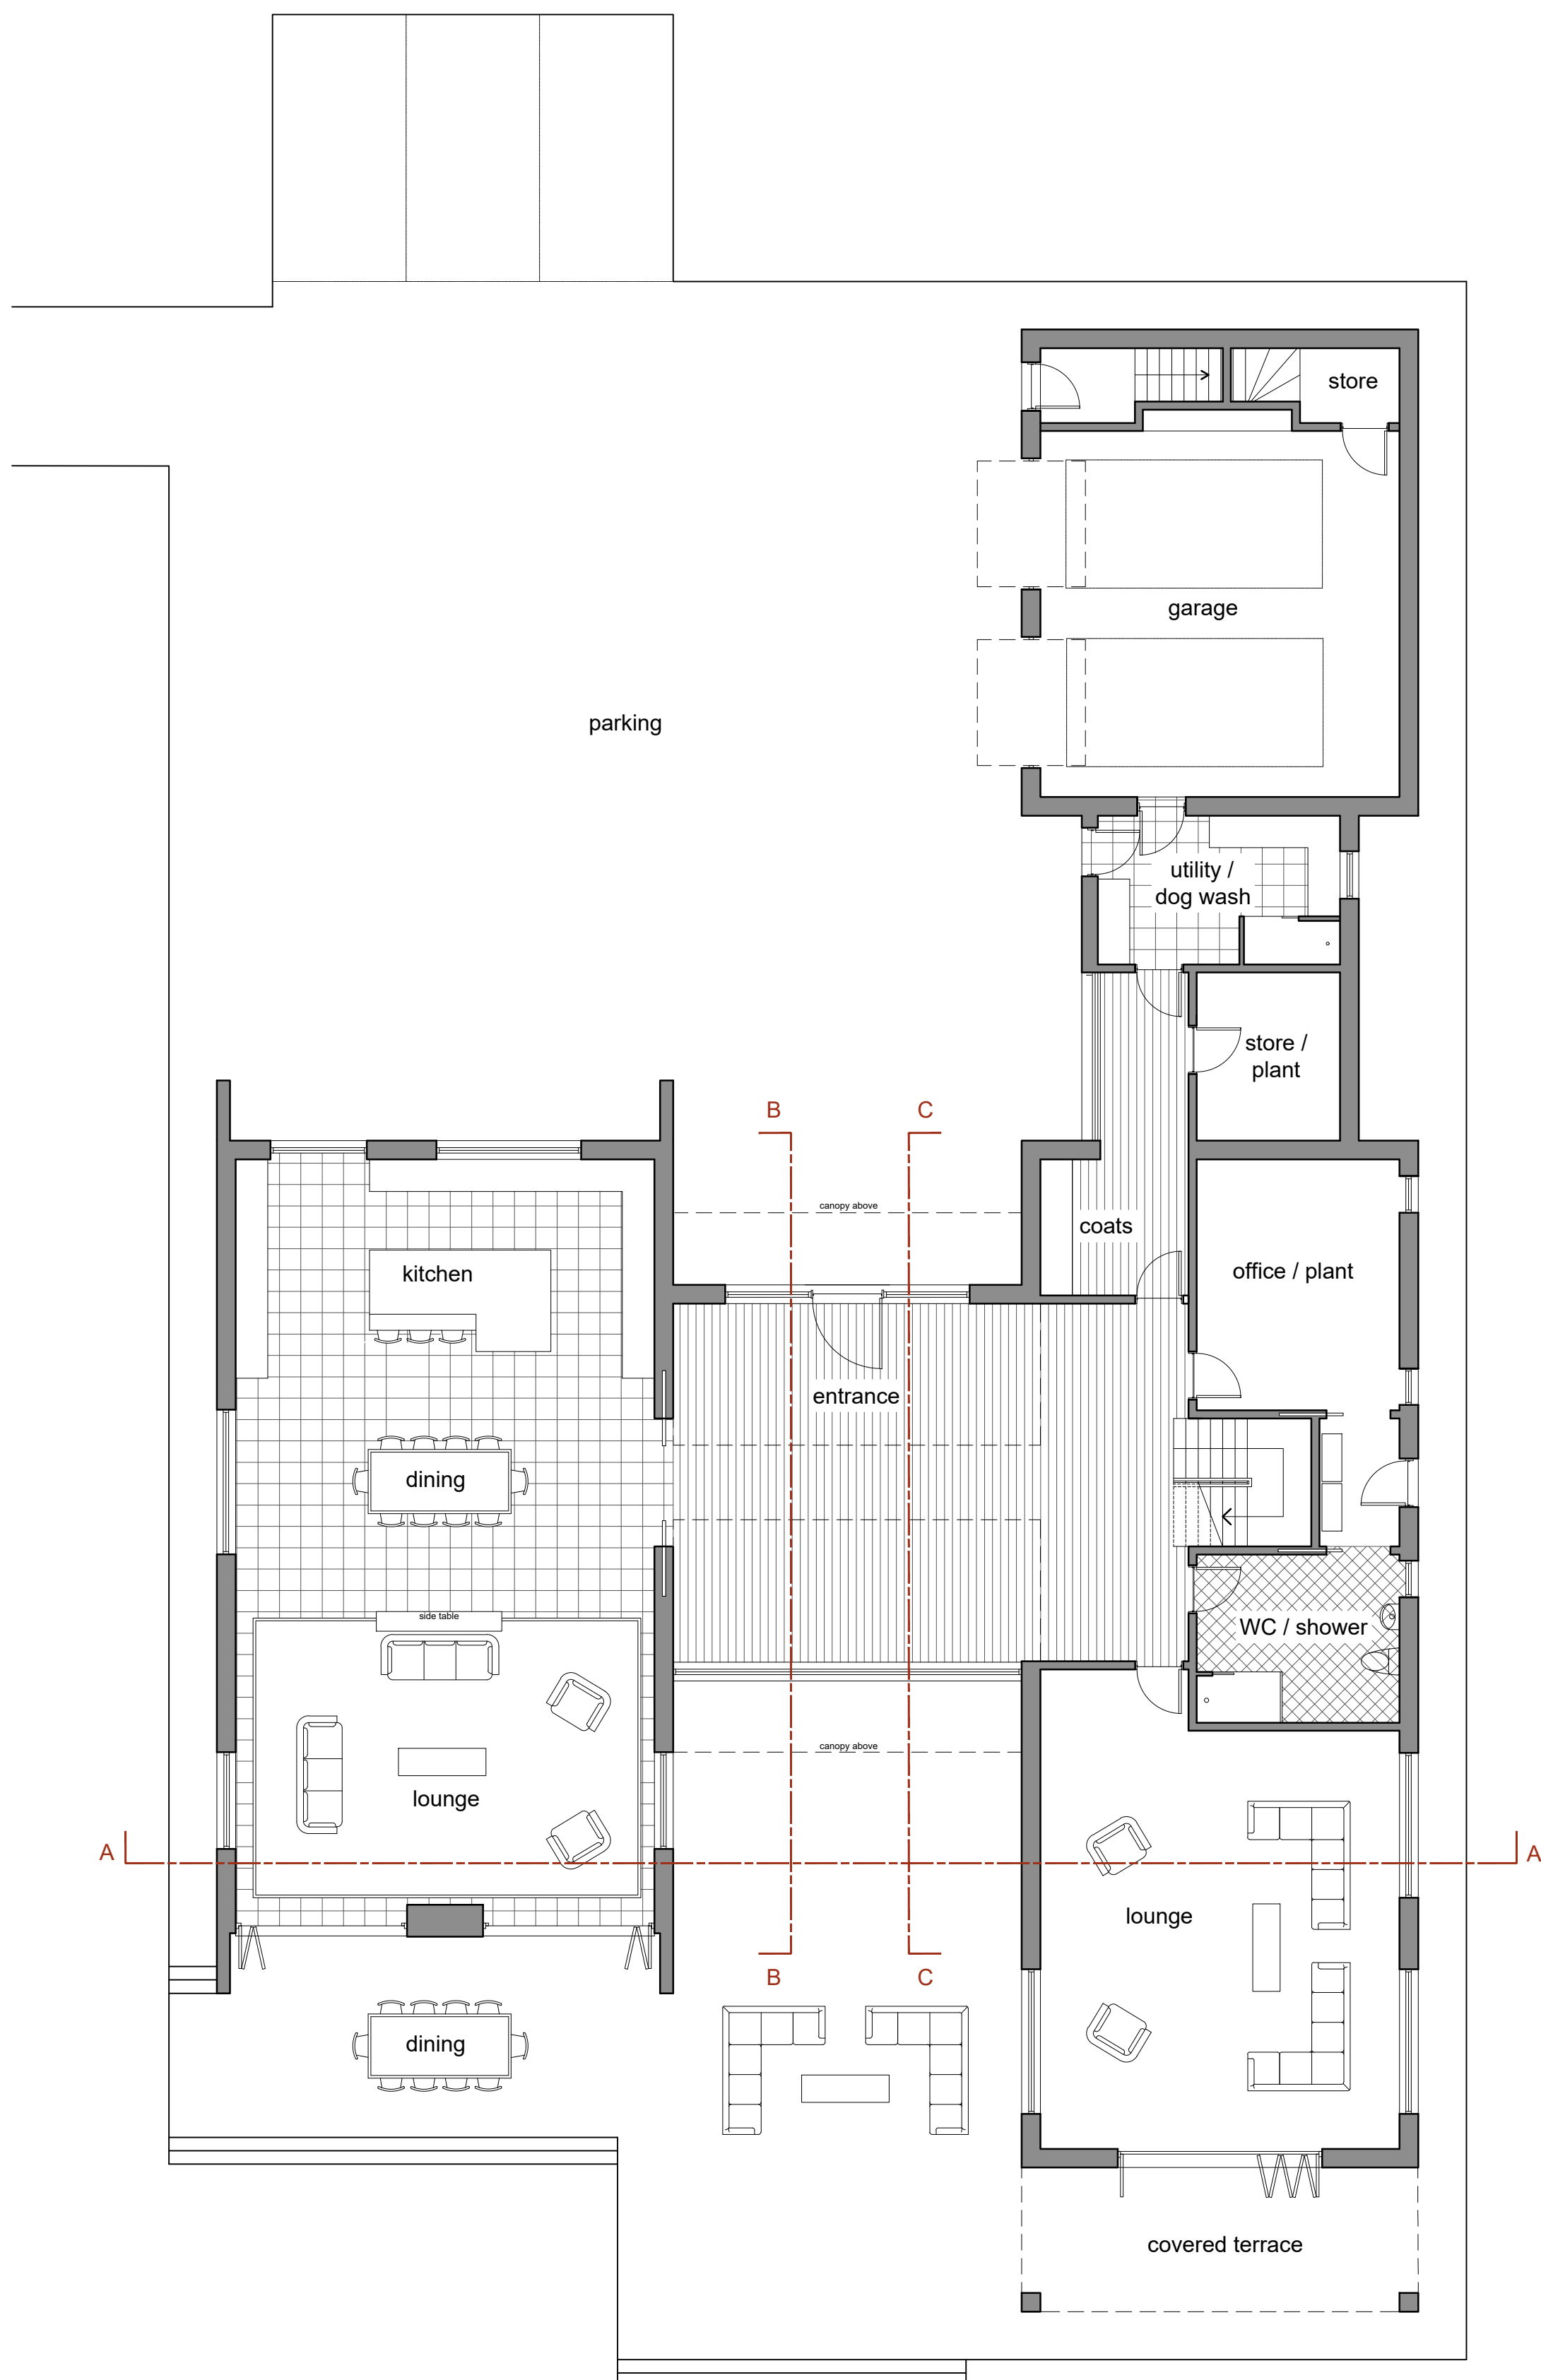 store
garage
parking
utility /
dog wash
store /
plant
B
C
canopy above
coats
kitchen
office / plant
entrance
dining
side table
WC / shower
canopy above
lounge
A
A
lounge
B
C
dining
covered terrace